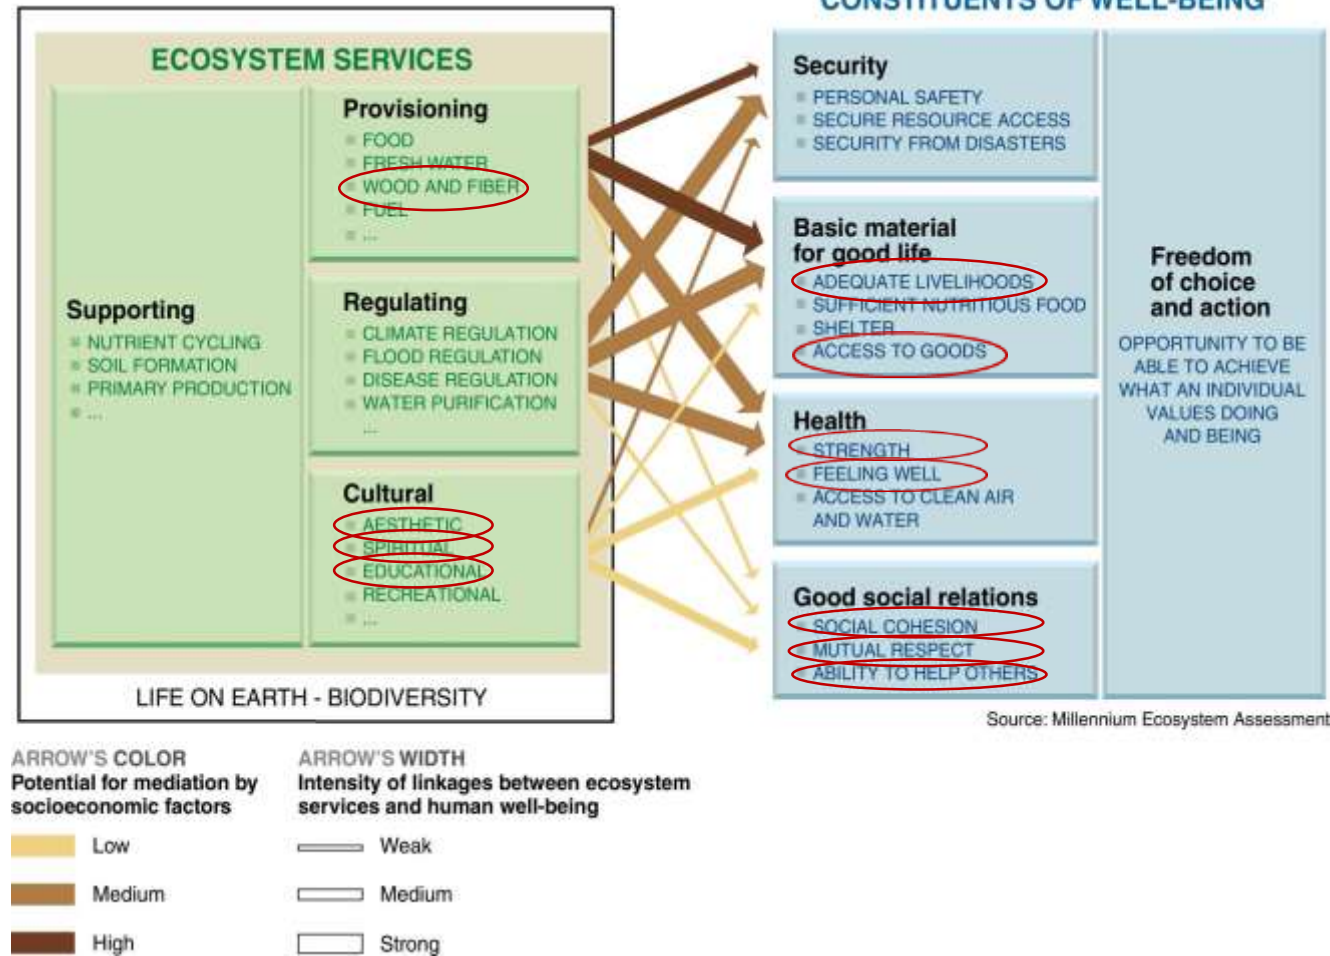 CONSTITUENTS OF WELL-BEING
ECOSYSTEM SERVICES
Supporting
NUTRIENT CYCLING
SOIL FORMATION
PRIMARY PRODUCTION
...
Provisioning
FOOD
FRESH WATER
WOOD AND FIBER
FUEL
...
Regulating
CLIMATE REGULATION
FLOOD REGULATION
DISEASE REGULATION
WATER PURIFICATION
...
Cultural
AESTHETIC
SPIRITUAL
EDUCATIONAL
RECREATIONAL
...
LIFE ON EARTH - BIODIVERSITY
Security
PERSONAL SAFETY
SECURE RESOURCE ACCESS
SECURITY FROM DISASTERS
Basic material
for good life
ADEQUATE LIVELIHOODS
SUFFICIENT NUTRITIOUS FOOD
SHELTER
ACCESS TO GOODS
Health
STRENGTH
FEELING WELL
ACCESS TO CLEAN AIR
AND WATER
Good social relations
SOCIAL COHESION
MUTUAL RESPECT
ABILITY TO HELP OTHERS
Freedom
of choice
and action
OPPORTUNITY TO BE
ABLE TO ACHIEVE
WHAT AN INDIVIDUAL
VALUES DOING
AND BEING
Source: Millennium Ecosystem Assessment
ARROW'S COLOR
Potential for mediation by
socioeconomic factors
Low
Medium
High
ARROW'S WIDTH
Intensity of linkages between ecosystem
services and human well-being
Weak
Medium
Strong